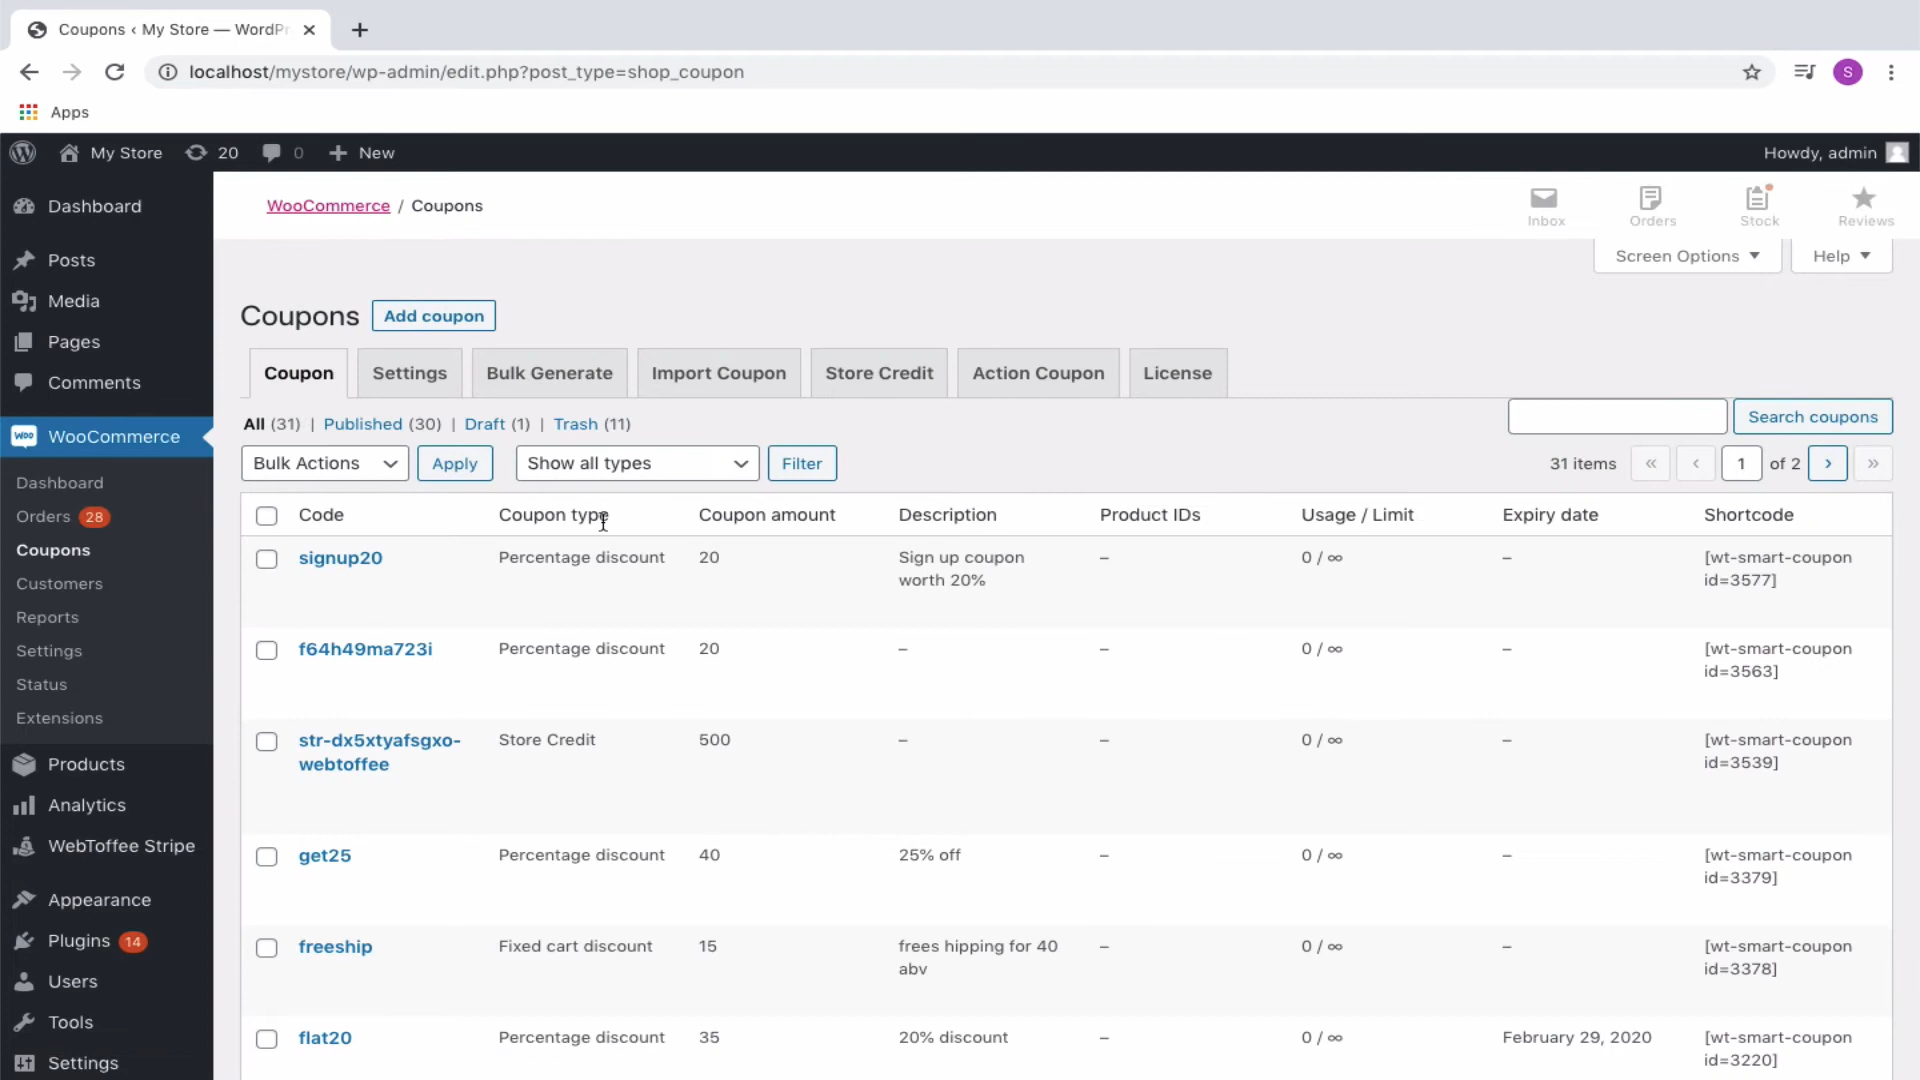 Coupons ‹ My Store — WordPr
localhost/mystore/wp-admin/edit.php?post_type=shop_coupon
S
Apps
My Store 20 0 New Howdy, admin
Dashboard
Posts
Media
Pages
Comments
WooCommerce
Dashboard
Orders 28
Coupons
Customers
Reports
Settings
Status
Extensions
Products
Analytics
WebToffee Stripe
Appearance
Plugins 14
Users
Tools
Settings
WooCommerce / Coupons
Inbox Orders Stock Reviews
Screen Options Help
Coupons Add coupon
Coupon Settings Bulk Generate Import Coupon Store Credit Action Coupon License
All (31) | Published (30) | Draft (1) | Trash (11) Search coupons
Bulk Actions Apply Show all types Filter 31 items « ‹ 1 of 2 › »
Code Coupon type Coupon amount Description Product IDs Usage / Limit Expiry date Shortcode
signup20 Percentage discount 20 Sign up coupon – 0 / ∞ – [wt-smart-coupon
worth 20% id=3577]
f64h49ma723i Percentage discount 20 – – 0 / ∞ – [wt-smart-coupon
id=3563]
str-dx5xtyafsgxo- Store Credit 500 – – 0 / ∞ – [wt-smart-coupon
webtoffee id=3539]
get25 Percentage discount 40 25% off – 0 / ∞ – [wt-smart-coupon
id=3379]
freeship Fixed cart discount 15 frees hipping for 40 – 0 / ∞ – [wt-smart-coupon
abv id=3378]
flat20 Percentage discount 35 20% discount – 0 / ∞ February 29, 2020 [wt-smart-coupon
id=3220]